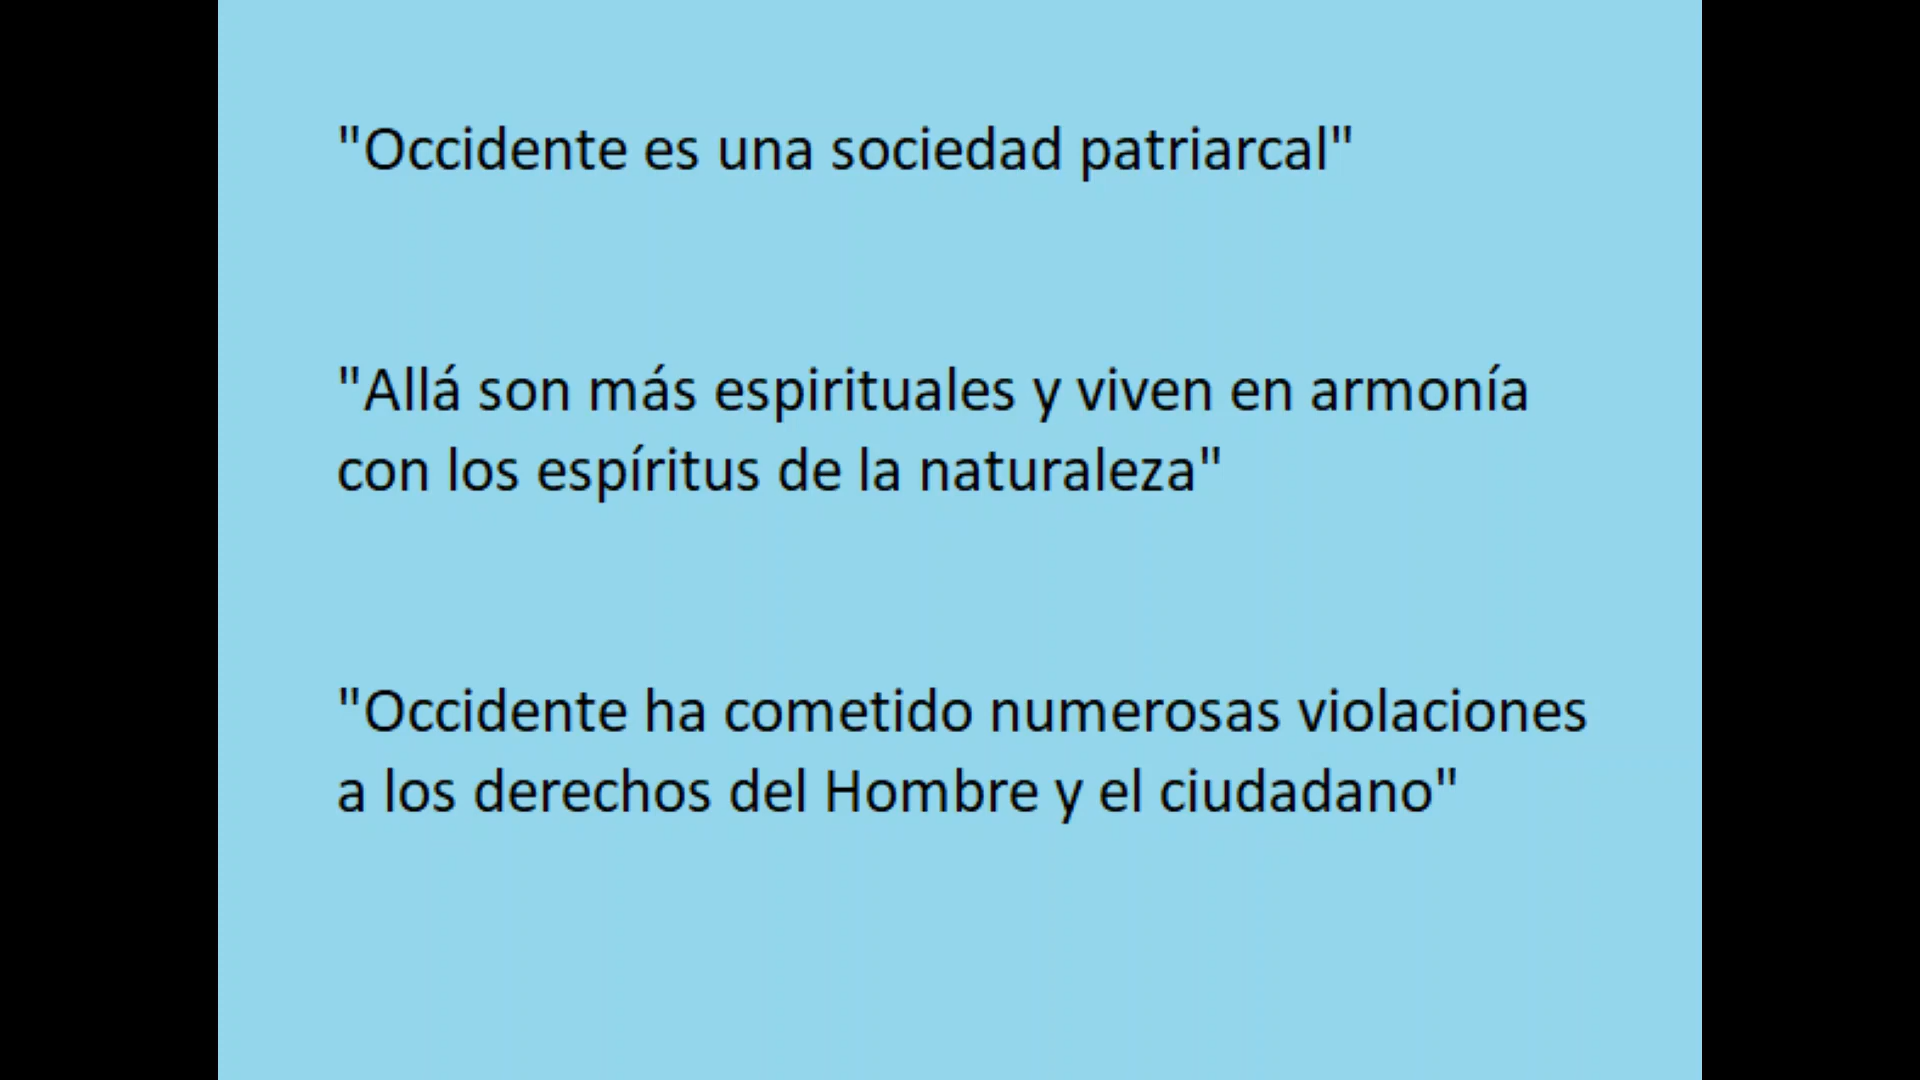 "Occidente es una sociedad patriarcal"
"Allá son más espirituales y viven en armonía
con los espíritus de la naturaleza"
"Occidente ha cometido numerosas violaciones
a los derechos del Hombre y el ciudadano"